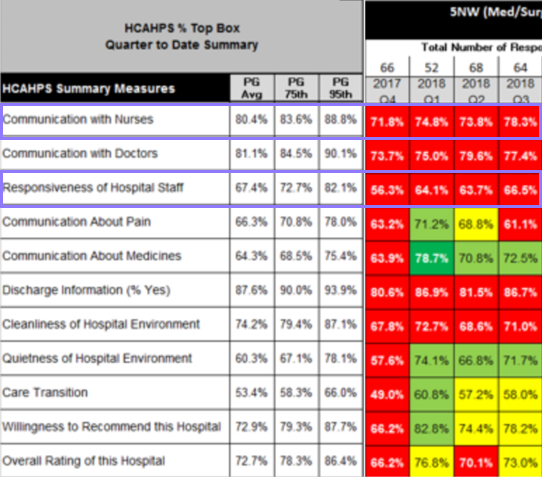 HCAHPS % Top Box
Quarter to Date Summary
5NW (Med/Sur
Total Number of Respo
66 52 68 64
HCAHPS Summary Measures PG Avg PG 75th PG 95th 2017 Q4 2018 Q1 2018 Q2 2018 Q3
Communication with Nurses 80.4% 83.6% 88.8% 71.8% 74.8% 73.8% 78.3%
Communication with Doctors 81.1% 84.5% 90.1% 73.7% 75.0% 79.6% 77.4%
Responsiveness of Hospital Staff 67.4% 72.7% 82.1% 56.3% 64.1% 63.7% 66.5%
Communication About Pain 66.3% 70.8% 78.0% 63.2% 71.2% 68.8% 61.1%
Communication About Medicines 64.3% 68.5% 75.4% 63.9% 78.7% 70.8% 72.5%
Discharge Information (% Yes) 87.6% 90.0% 93.9% 80.6% 86.9% 81.5% 86.7%
Cleanliness of Hospital Environment 74.2% 79.4% 87.1% 67.8% 72.7% 68.6% 71.0%
Quietness of Hospital Environment 60.3% 67.1% 78.1% 57.6% 74.1% 66.8% 71.7%
Care Transition 53.4% 58.3% 66.0% 49.0% 60.8% 57.2% 58.0%
Willingness to Recommend this Hospital 72.9% 79.3% 87.7% 66.2% 82.8% 74.4% 78.2%
Overall Rating of this Hospital 72.7% 78.3% 86.4% 66.2% 76.8% 70.1% 73.0%